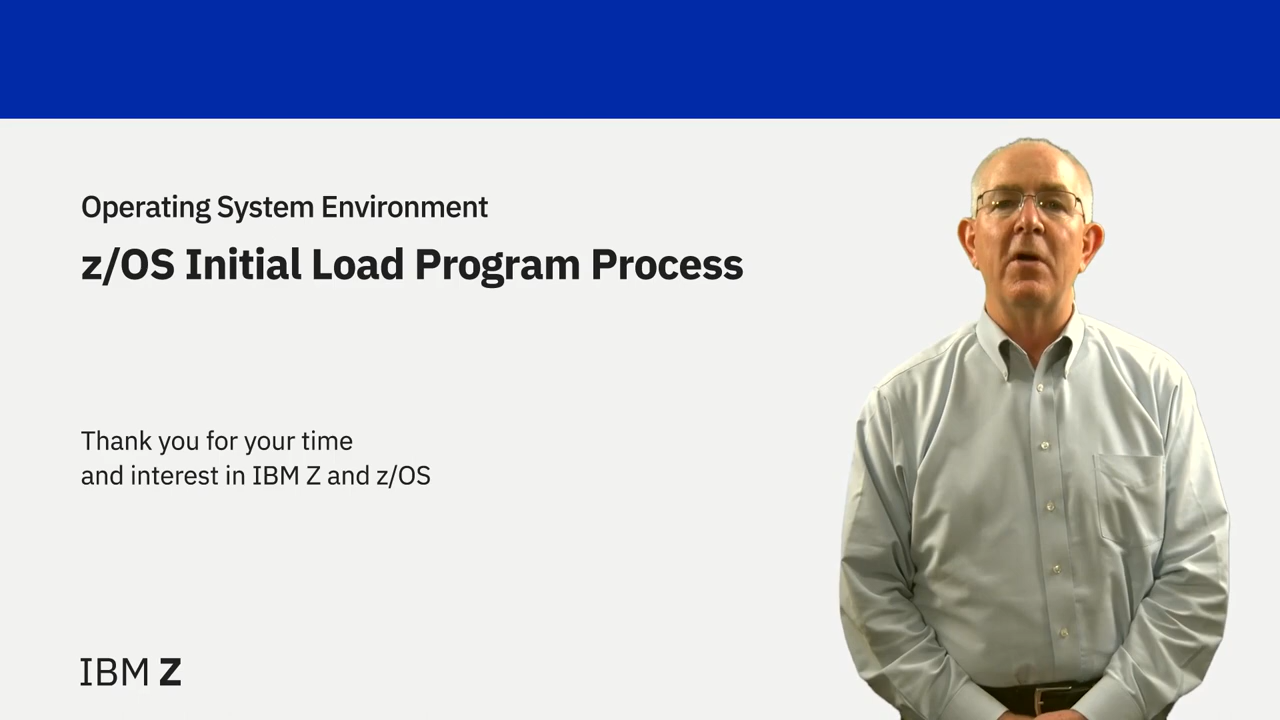 Operating System Environment
z/OS Initial Load Program Process
Thank you for your time
and interest in IBM Z and z/OS
IBM Z